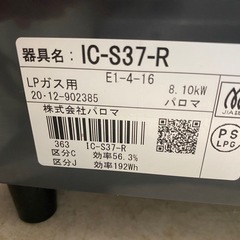 器具名：IC-S37-R
LPガス用 E1-4-16 8.10kW
20·12-902385 パロマ
株式会社パロマ
363 IC-S37-R
区分C 効率56.3%
区分J 効率192Wh
JIA
PS
LPG